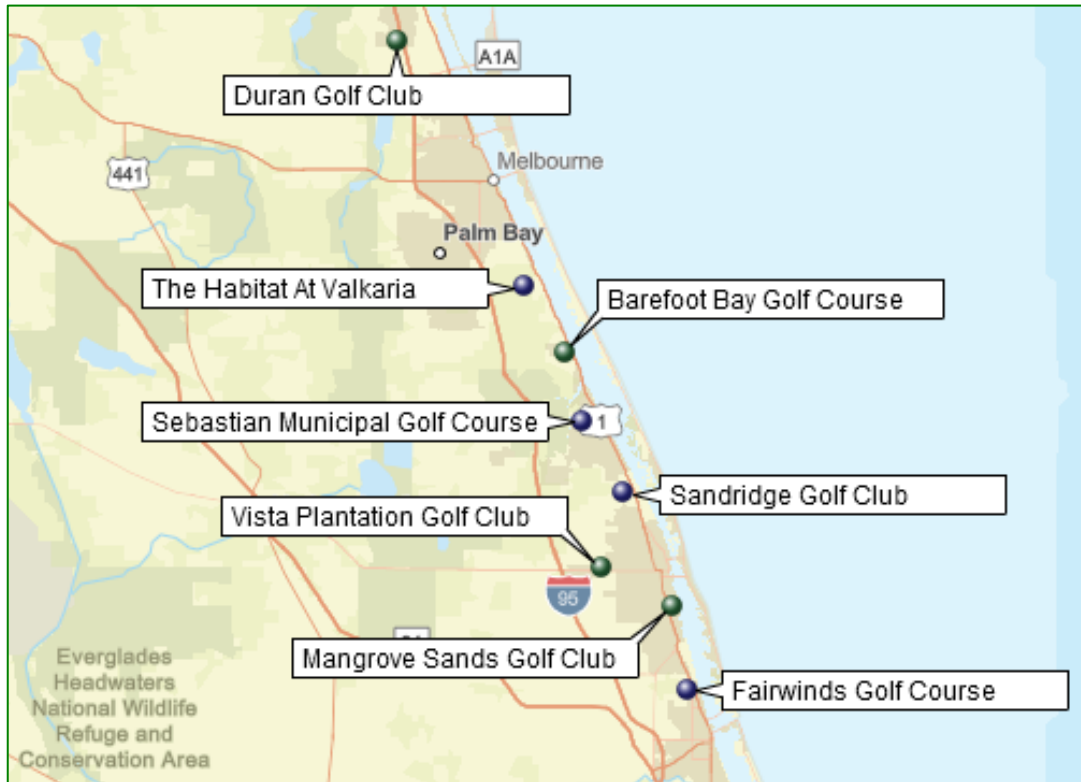 A1A
Duran Golf Club
Melbourne
441
Palm Bay
The Habitat At Valkaria
Barefoot Bay Golf Course
Sebastian Municipal Golf Course
1
Sandridge Golf Club
Vista Plantation Golf Club
95
Mangrove Sands Golf Club
Everglades
Headwaters
National Wildlife
Refuge and
Conservation Area
Fairwinds Golf Course